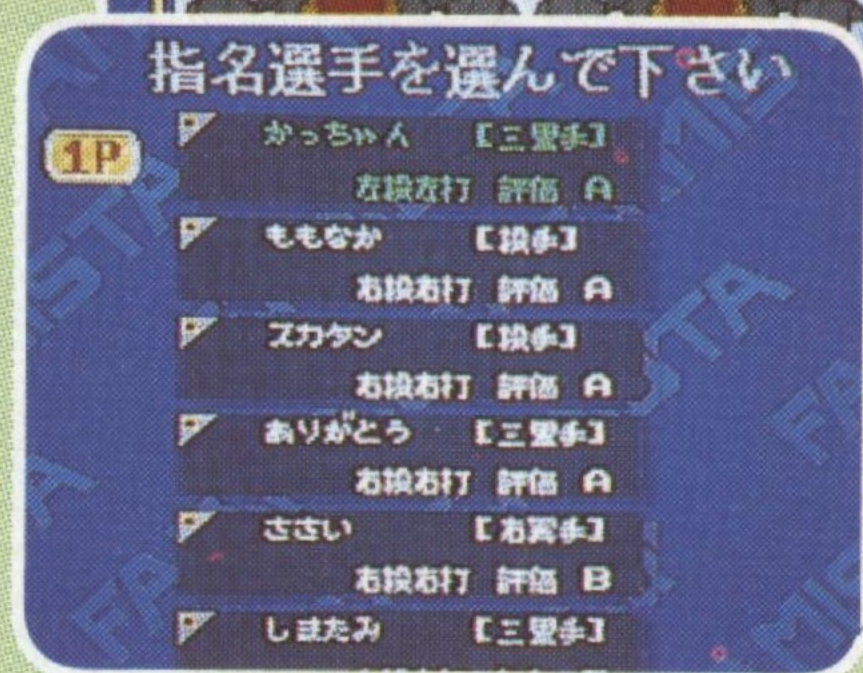 指名選手を選んで下さい
1P
かっちゃん 【三塁手】
左投左打 評価 A
ももなか 【投手】
右投右打 評価 A
スカタン 【投手】
右投右打 評価 A
ありがとう 【三塁手】
右投右打 評価 A
ささい 【右翼手】
右投右打 評価 B
しまたみ 【三塁手】